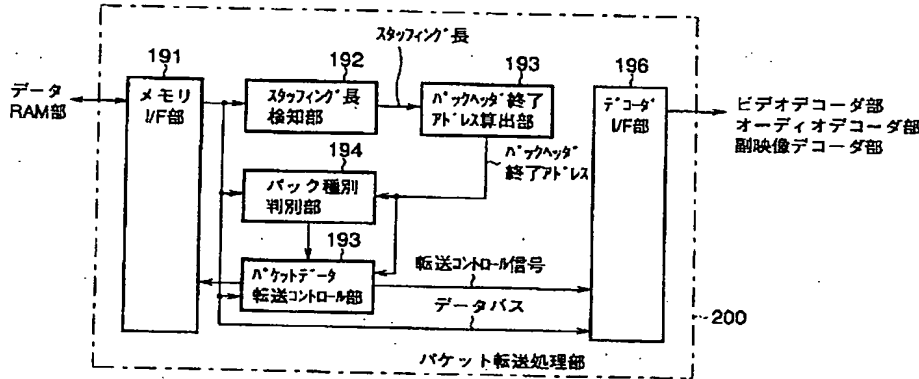 スタッフィング長
191
192
193
196
データ
RAM部
メモリ
I/F部
スタッフィング長
検知部
パックヘッダ終了
アドレス算出部
デコーダ
I/F部
ビデオデコーダ部
オーディオデコーダ部
副映像デコーダ部
194
パック種別
判別部
パックヘッダ
終了アドレス
193
パケットデータ
転送コントロール部
転送コントロール信号
データバス
200
パケット転送処理部